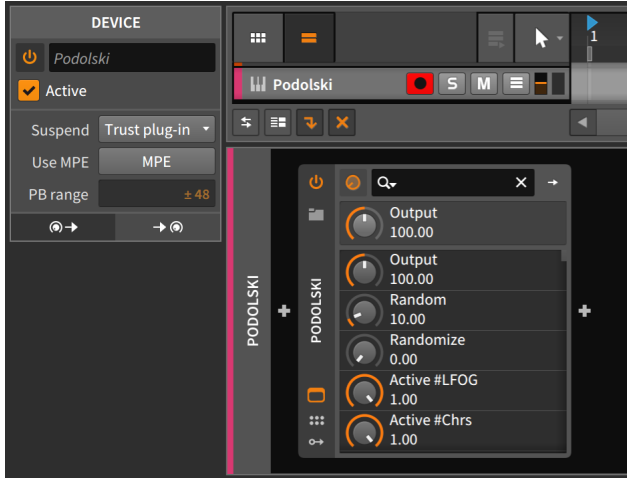 DEVICE
Podolski
Active
Suspend Trust plug-in
Use MPE MPE
PB range ± 48
1
Podolski S M
PODOLSKI
PODOLSKI
Output
100.00
Output
100.00
Random
10.00
Randomize
0.00
Active #LFOG
1.00
Active #Chrs
1.00